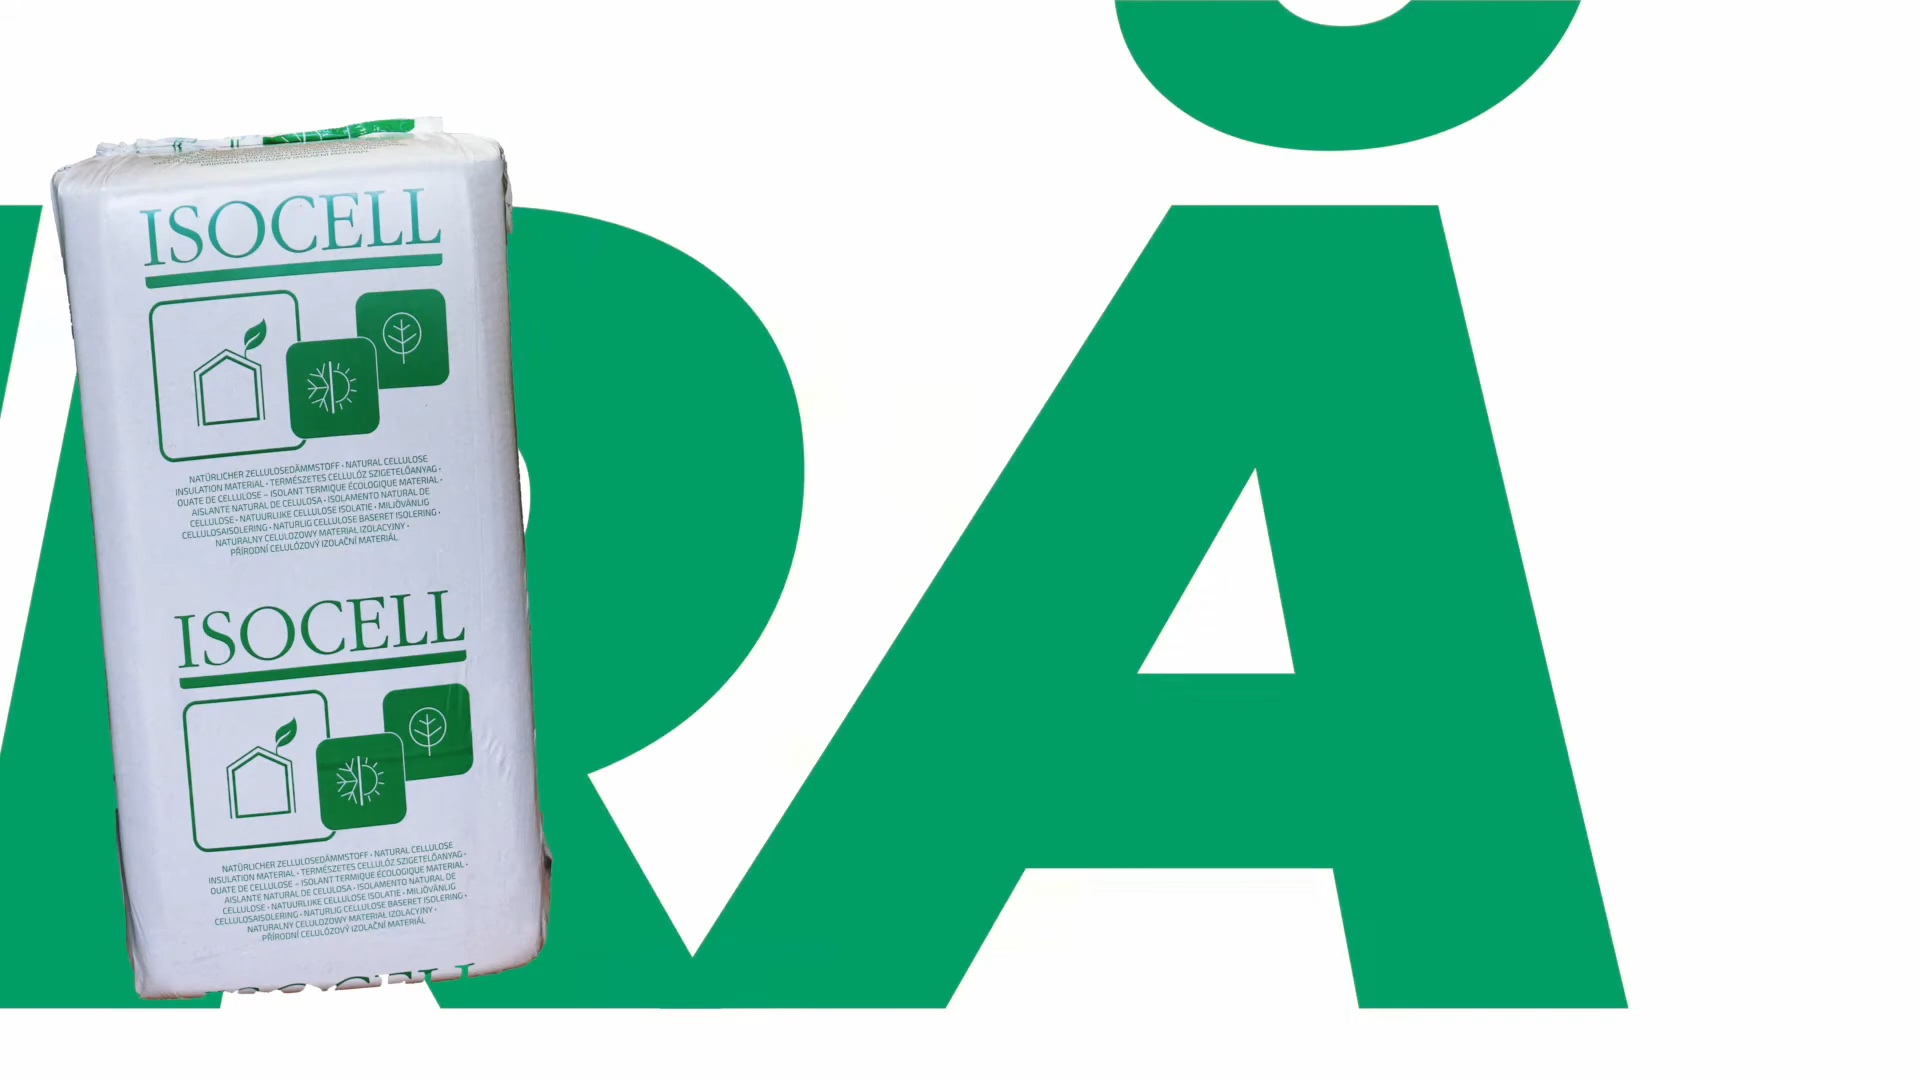 RÅ
ISOCELL
NATÜRLICHER ZELLULOSEDÄMMSTOFF • NATURAL CELLULOSE
INSULATION MATERIAL • TERMÉSZETES CELLULÓZ SZIGETELŐANYAG •
OUATE DE CELLULOSE – ISOLANT TERMIQUE ÉCOLOGIQUE MATERIAL •
AISLANTE NATURAL DE CELULOSA • ISOLAMENTO NATURAL DE
CELLULOSE • NATUURLIJKE CELLULOSE ISOLATIE • MILJÖVÄNLIG
CELLULOSAISOLERING • NATURLIG CELLULOSE BASERET ISOLERING •
NATURALNY CELULOZOWY MATERIAŁ IZOLACYJNY •
PŘÍRODNÍ CELULÓZOVÝ IZOLAČNÍ MATERIÁL
ISOCELL
NATÜRLICHER ZELLULOSEDÄMMSTOFF • NATURAL CELLULOSE
INSULATION MATERIAL • TERMÉSZETES CELLULÓZ SZIGETELŐANYAG •
OUATE DE CELLULOSE – ISOLANT TERMIQUE ÉCOLOGIQUE MATERIAL •
AISLANTE NATURAL DE CELULOSA • ISOLAMENTO NATURAL DE
CELLULOSE • NATUURLIJKE CELLULOSE ISOLATIE • MILJÖVÄNLIG
CELLULOSAISOLERING • NATURLIG CELLULOSE BASERET ISOLERING •
NATURALNY CELULOZOWY MATERIAŁ IZOLACYJNY •
PŘÍRODNÍ CELULÓZOVÝ IZOLAČNÍ MATERIÁL